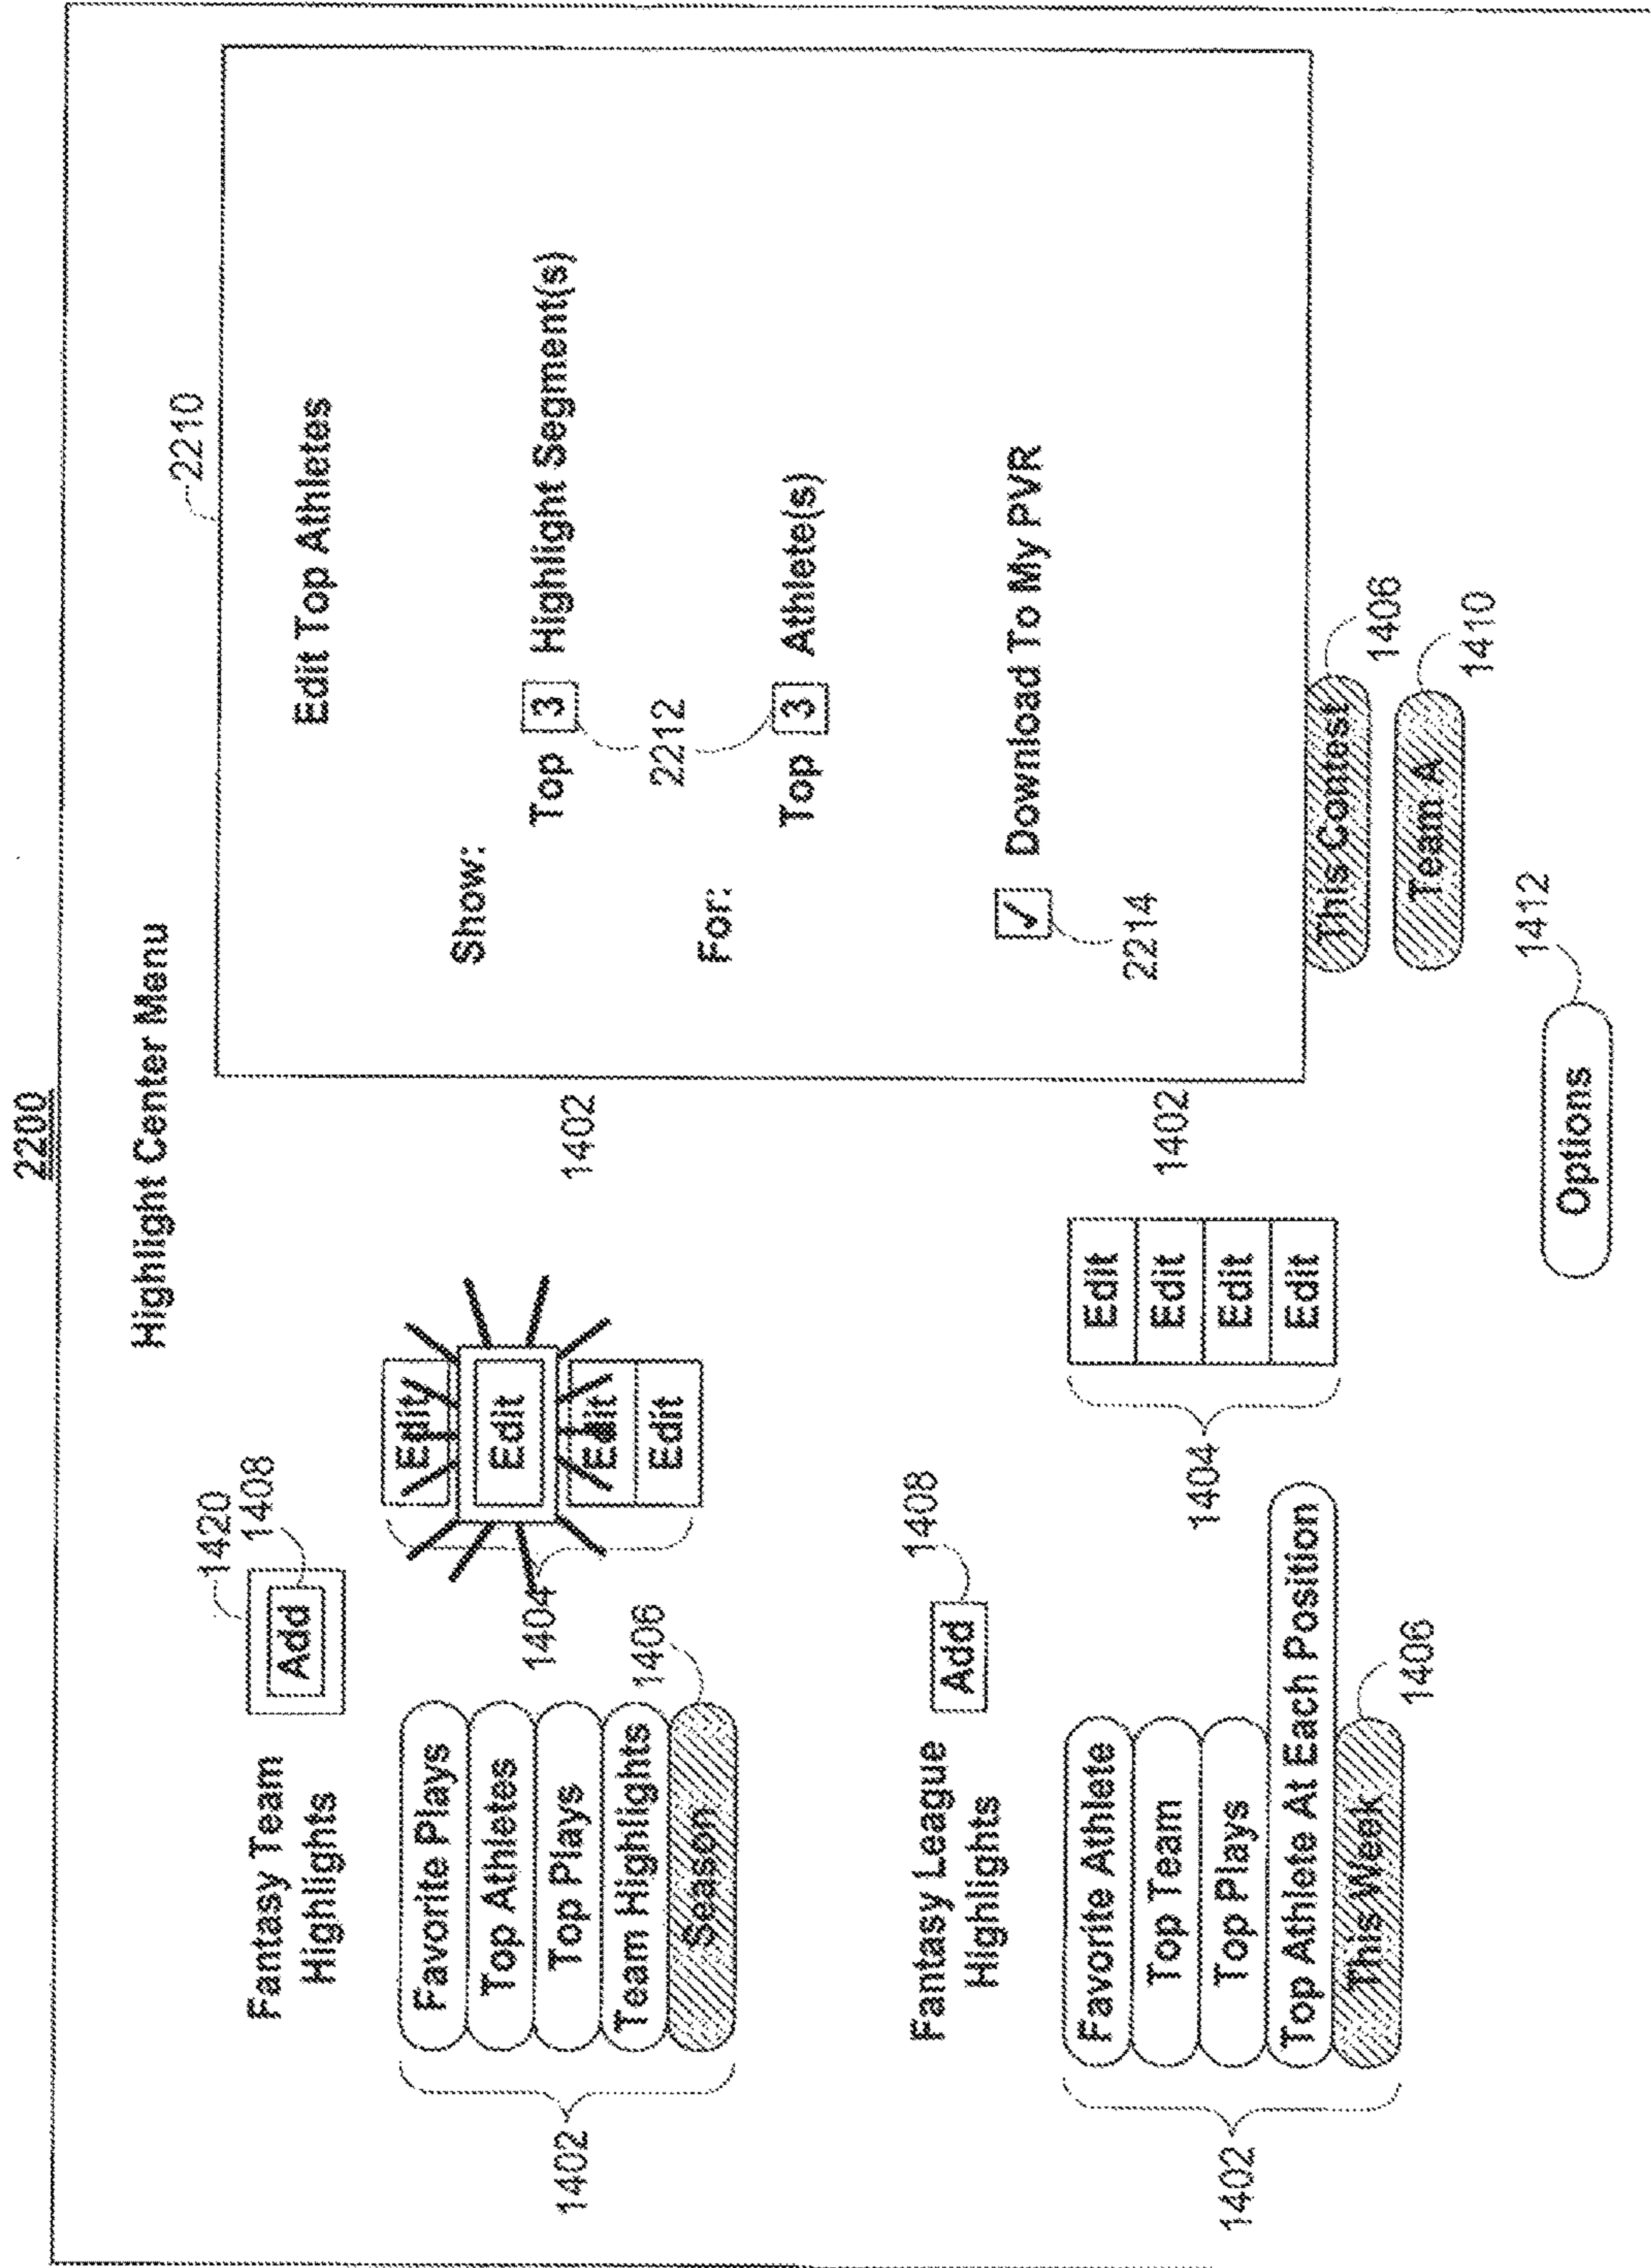 2200
Highlight Center Menu
2210
Fantasy Team
Highlights
Add
1420
1408
Edit Top Athletes
Favorite Plays
Top Athletes
Top Plays
Team Highlights
Season
1402
1406
1404
Edit
Edit
Edit
Edit
1402
Show:
Top 3 Highlight Segment(s)
2212
For:
Top 3 Athlete(s)
Fantasy League
Highlights
Add
1408
Favorite Athlete
Top Team
Top Plays
Top Athlete At Each Position
This Week
1402
1406
1404
Edit
Edit
Edit
Edit
1402
✓ Download To My PVR
2214
This Contest
1406
Team A
1410
Options
1412